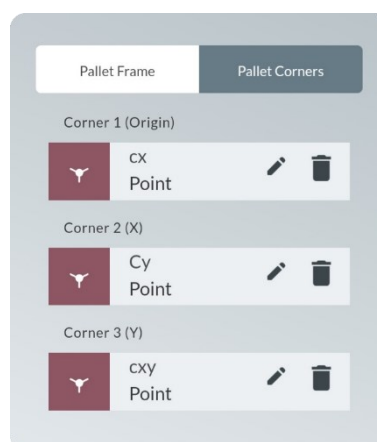 Pallet Frame Pallet Corners
Corner 1 (Origin)
cx
Point
Corner 2 (X)
Cy
Point
Corner 3 (Y)
cxy
Point